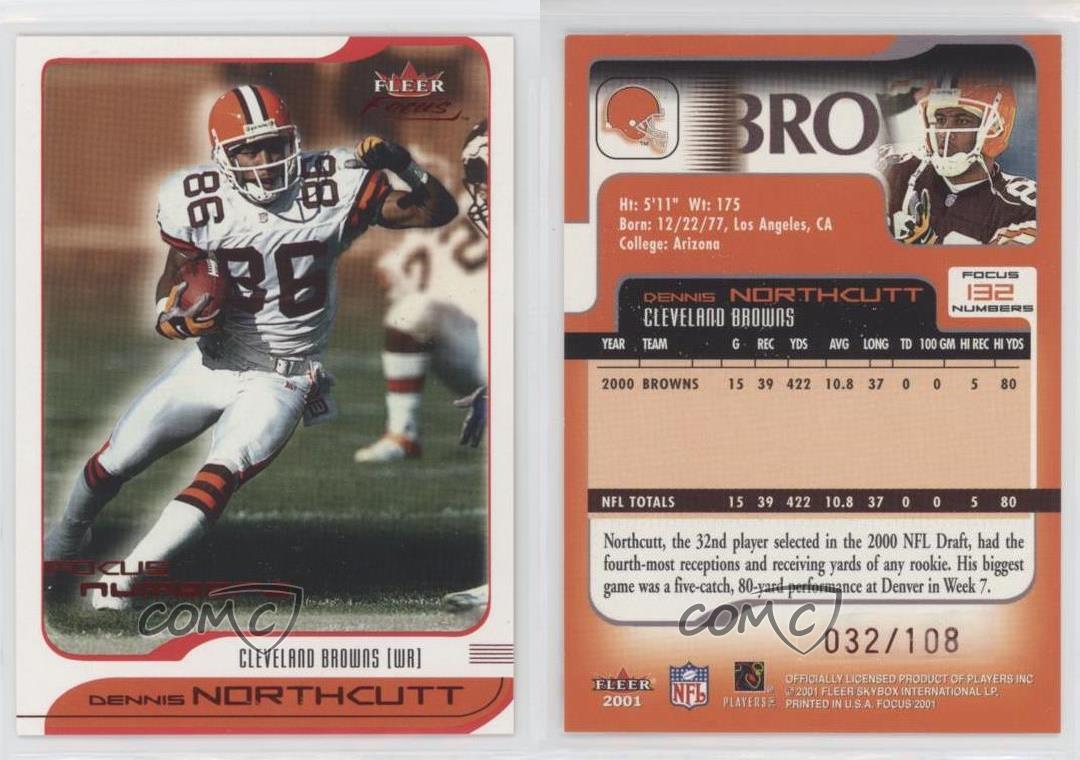 FLEER
Focus
86
86
86
72
FOCUS
COMC
CLEVELAND BROWNS [WR]
DENNIS NORTHCUTT
BRO
Ht: 5'11" Wt: 175
Born: 12/22/77, Los Angeles, CA
College: Arizona
FOCUS
132
NUMBERS
DENNIS NORTHCUTT
CLEVELAND BROWNS
YEAR TEAM G REC YDS AVG LONG TD 100 GM HI REC HI YDS
2000 BROWNS 15 39 422 10.8 37 0 0 5 80
NFL TOTALS 15 39 422 10.8 37 0 0 5 80
Northcutt, the 32nd player selected in the 2000 NFL Draft, had the
fourth-most receptions and receiving yards of any rookie. His biggest
game was a five-catch, 80-yard performance at Denver in Week 7.
COMC
032/108
FLEER
2001
NFL
PLAYERS INC
OFFICIALLY LICENSED PRODUCT OF PLAYERS INC
© 2001 FLEER SKYBOX INTERNATIONAL LP,
PRINTED IN U.S.A. FOCUS 2001